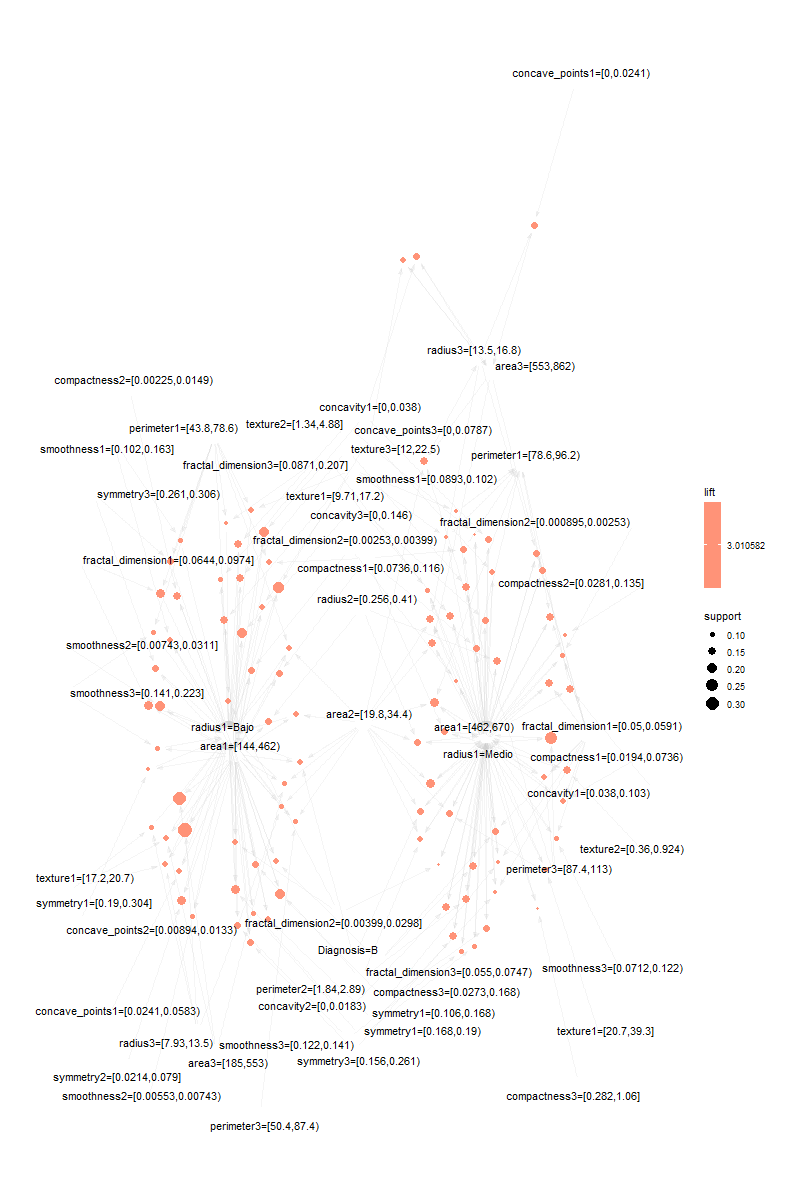 concave_points1=[0,0.0241)
radius3=[13.5,16.8)
area3=[553,862)
compactness2=[0.00225,0.0149)
concavity1=[0,0.038)
texture2=[1.34,4.88]
perimeter1=[43.8,78.6)
concave_points3=[0,0.0787)
smoothness1=[0.102,0.163]
texture3=[12,22.5)
perimeter1=[78.6,96.2)
fractal_dimension3=[0.0871,0.207]
smoothness1=[0.0893,0.102)
symmetry3=[0.261,0.306)
texture1=[9.71,17.2)
lift
concavity3=[0,0.146)
fractal_dimension2=[0.000895,0.00253)
fractal_dimension2=[0.00253,0.00399)
3.010582
fractal_dimension1=[0.0644,0.0974]
compactness1=[0.0736,0.116)
compactness2=[0.0281,0.135]
radius2=[0.256,0.41)
support
0.10
smoothness2=[0.00743,0.0311]
0.15
0.20
smoothness3=[0.141,0.223]
0.25
0.30
area2=[19.8,34.4)
radius1=Bajo
area1=[462,670)
fractal_dimension1=[0.05,0.0591)
area1=[144,462)
radius1=Medio
compactness1=[0.0194,0.0736)
concavity1=[0.038,0.103)
texture2=[0.36,0.924)
perimeter3=[87.4,113)
texture1=[17.2,20.7)
symmetry1=[0.19,0.304]
fractal_dimension2=[0.00399,0.0298]
concave_points2=[0.00894,0.0133)
Diagnosis=B
fractal_dimension3=[0.055,0.0747)
smoothness3=[0.0712,0.122)
perimeter2=[1.84,2.89)
compactness3=[0.0273,0.168)
concavity2=[0,0.0183)
concave_points1=[0.0241,0.0583)
symmetry1=[0.106,0.168)
symmetry1=[0.168,0.19)
texture1=[20.7,39.3]
radius3=[7.93,13.5)
smoothness3=[0.122,0.141)
area3=[185,553)
symmetry3=[0.156,0.261)
symmetry2=[0.0214,0.079]
smoothness2=[0.00553,0.00743)
compactness3=[0.282,1.06]
perimeter3=[50.4,87.4)